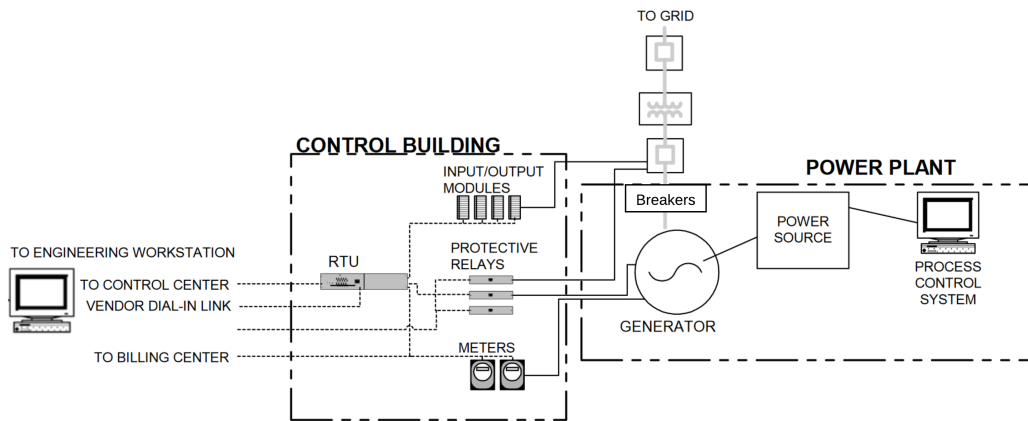 TO GRID
CONTROL BUILDING
INPUT/OUTPUT
MODULES
POWER PLANT
Breakers
POWER
SOURCE
TO ENGINEERING WORKSTATION
RTU
PROTECTIVE
RELAYS
PROCESS
CONTROL
SYSTEM
TO CONTROL CENTER
VENDOR DIAL-IN LINK
GENERATOR
TO BILLING CENTER
METERS